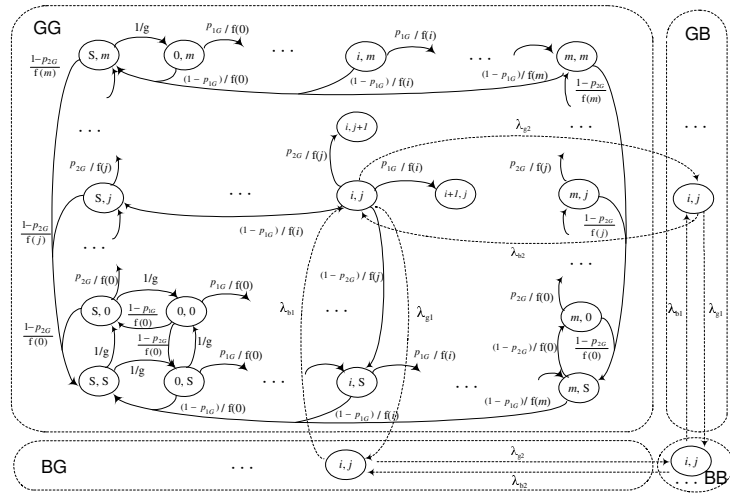 GG
GB
1/g
p1G / f(0)
p1G / f(i)
S, m
0, m
. . .
i, m
. . .
m, m
1−p2G
f(m)
(1− p1G) / f(0)
(1− p1G) / f(i)
(1− p1G) / f(m)
1−p2G
f(m)
. . .
i, j+1
λg2
. . .
. . .
p2G / f(j)
p2G / f(j)
p1G / f(i)
p2G / f(j)
S, j
. . .
i, j
i+1, j
m, j
i, j
1−p2G
f(j)
(1− p1G) / f(i)
1−p2G
f(j)
. . .
λb2
. . .
p2G / f(0)
1/g
p1G / f(0)
(1− p2G) / f(j)
p2G / f(0)
S, 0
1−p1G
f(0)
0, 0
λb1
. . .
λg1
m, 0
λb1
λg1
1−p2G
f(0)
1−p2G
f(0)
1/g
1/g
1/g
p1G / f(0)
p1G / f(i)
(1− p2G) / f(0)
1−p2G
f(0)
S, S
0, S
. . .
i, S
. . .
m, S
(1− p1G) / f(0)
(1− p1G) / f(i)
(1− p1G) / f(m)
BG
. . .
i, j
λg2
λb2
i, j
. . .
BB